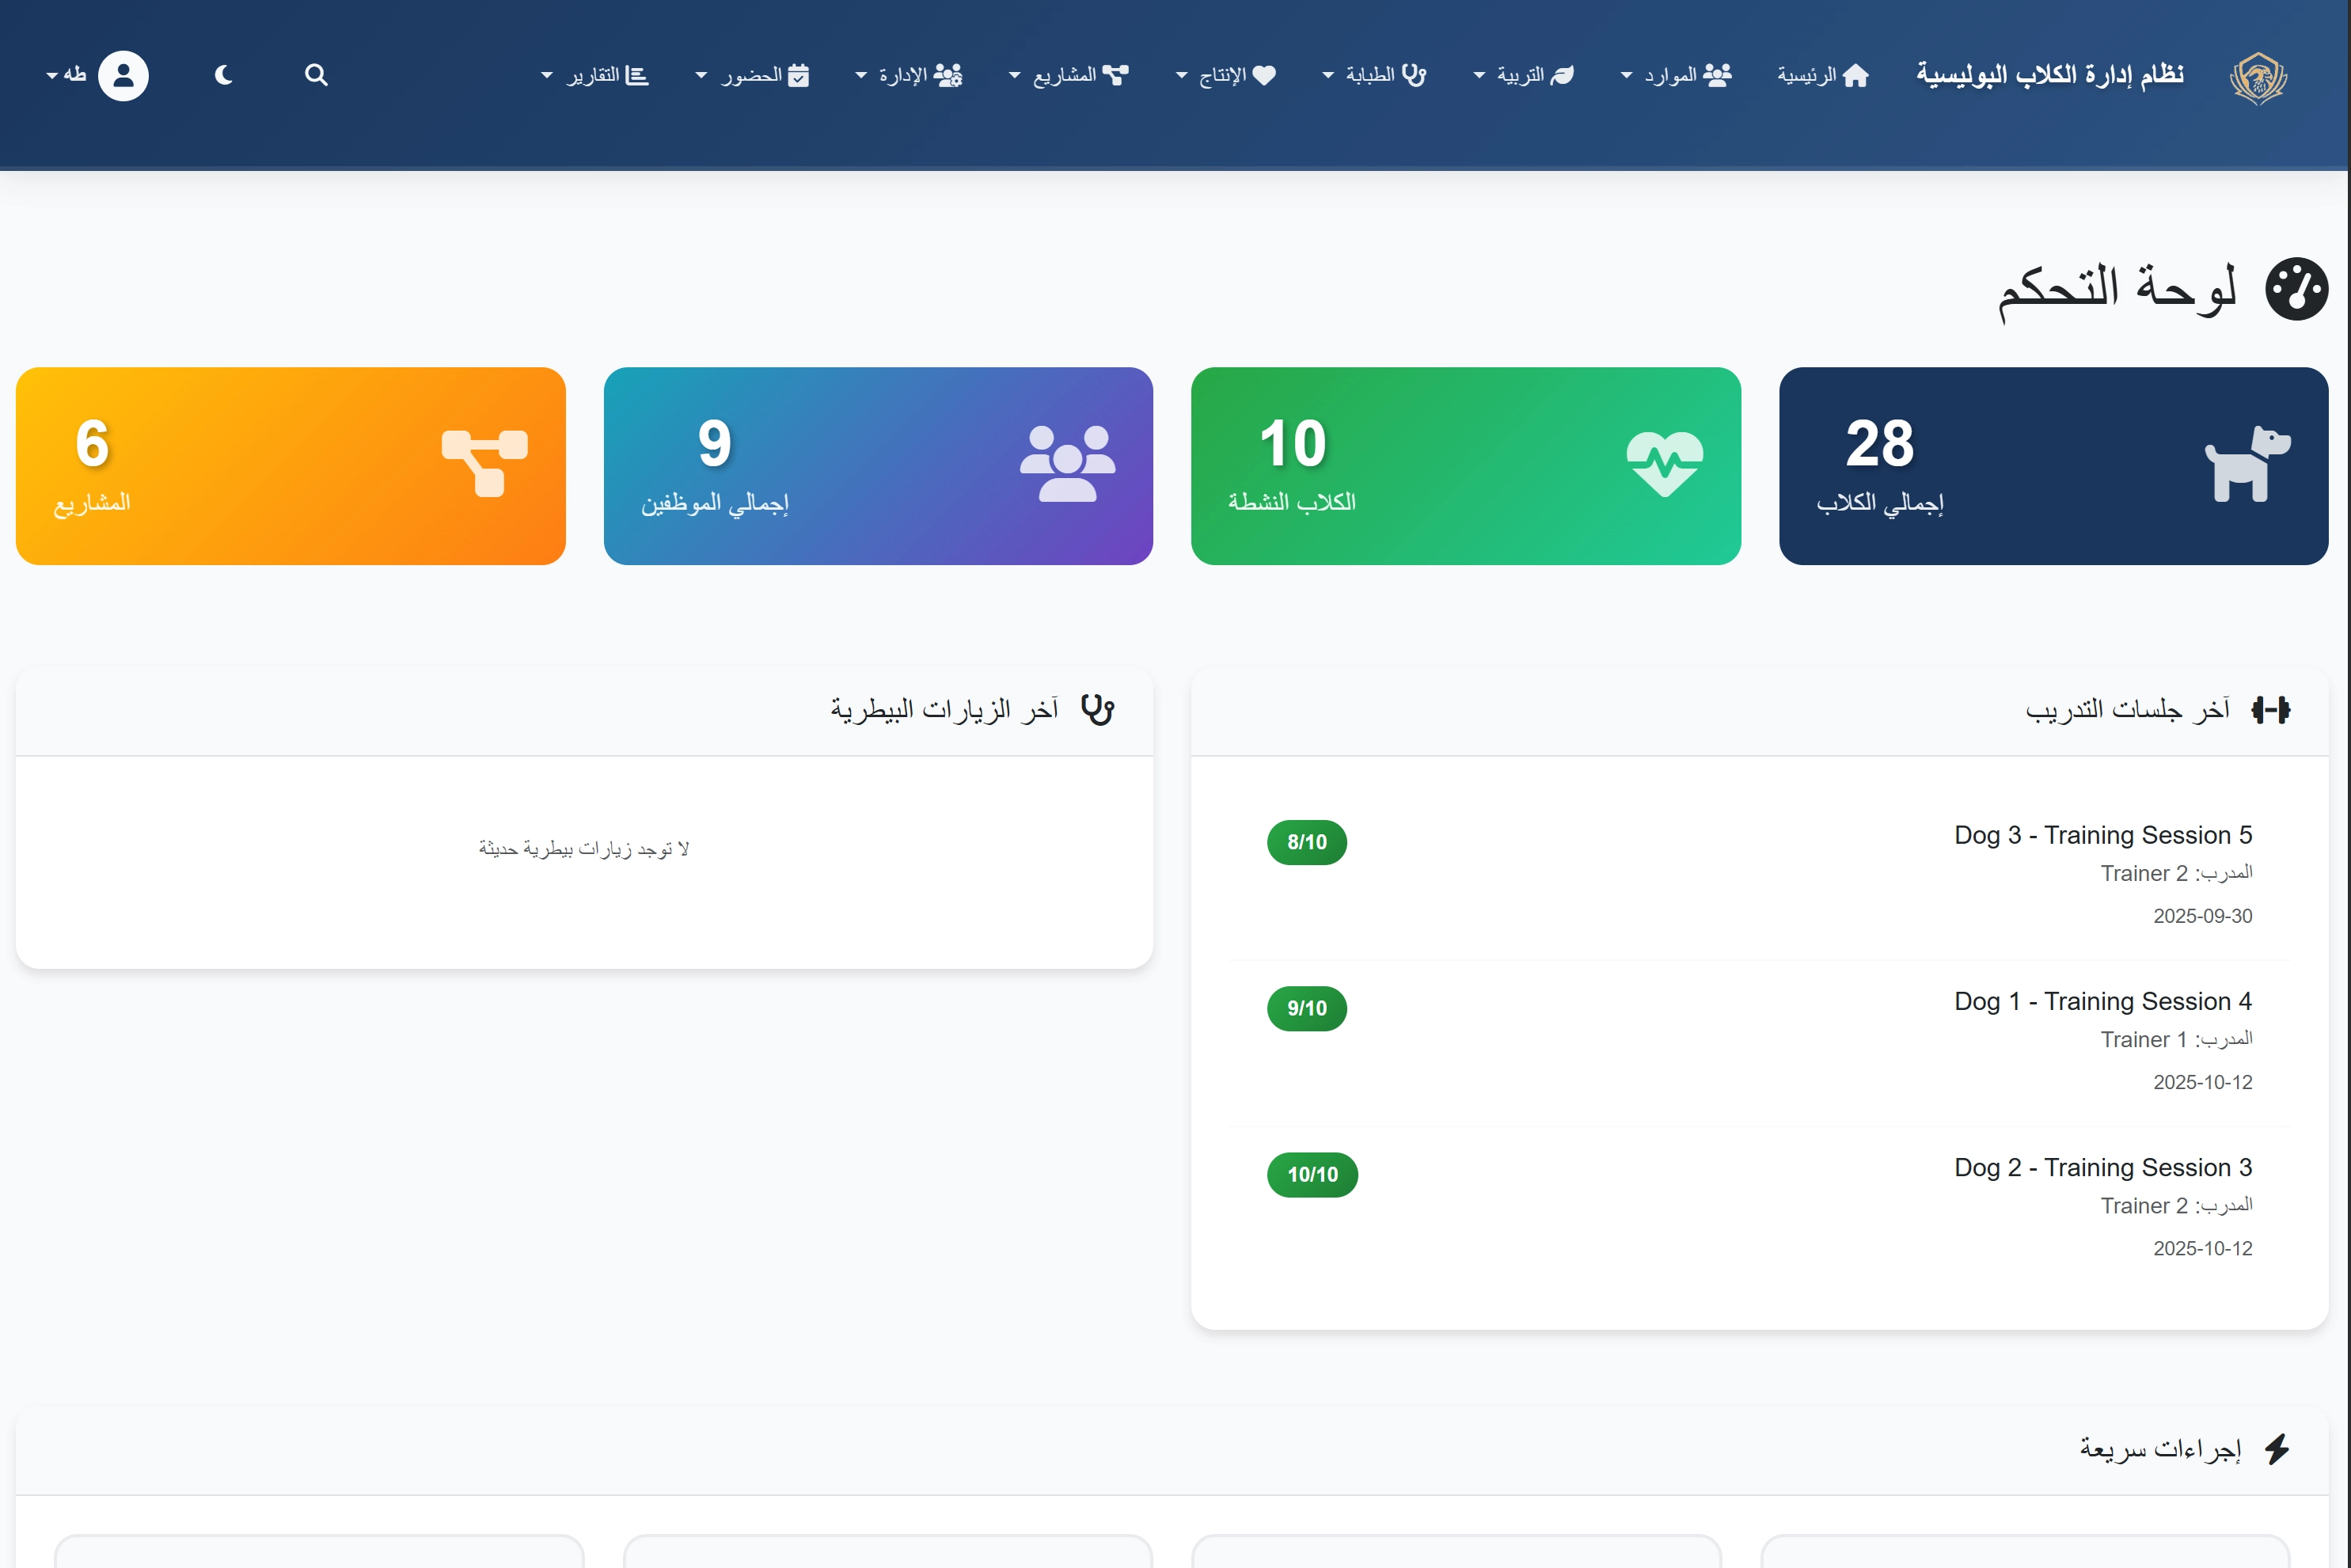 نظام إدارة الكلاب البوليسية
الرئيسية
الموارد
التربية
الطبابة
الإنتاج
المشاريع
الإدارة
الحضور
التقارير
طه
لوحة التحكم
28
إجمالي الكلاب
10
الكلاب النشطة
9
إجمالي الموظفين
6
المشاريع
آخر جلسات التدريب
Dog 3 - Training Session 5
المدرب: Trainer 2
2025-09-30
8/10
Dog 1 - Training Session 4
المدرب: Trainer 1
2025-10-12
9/10
Dog 2 - Training Session 3
المدرب: Trainer 2
2025-10-12
10/10
آخر الزيارات البيطرية
لا توجد زيارات بيطرية حديثة
إجراءات سريعة